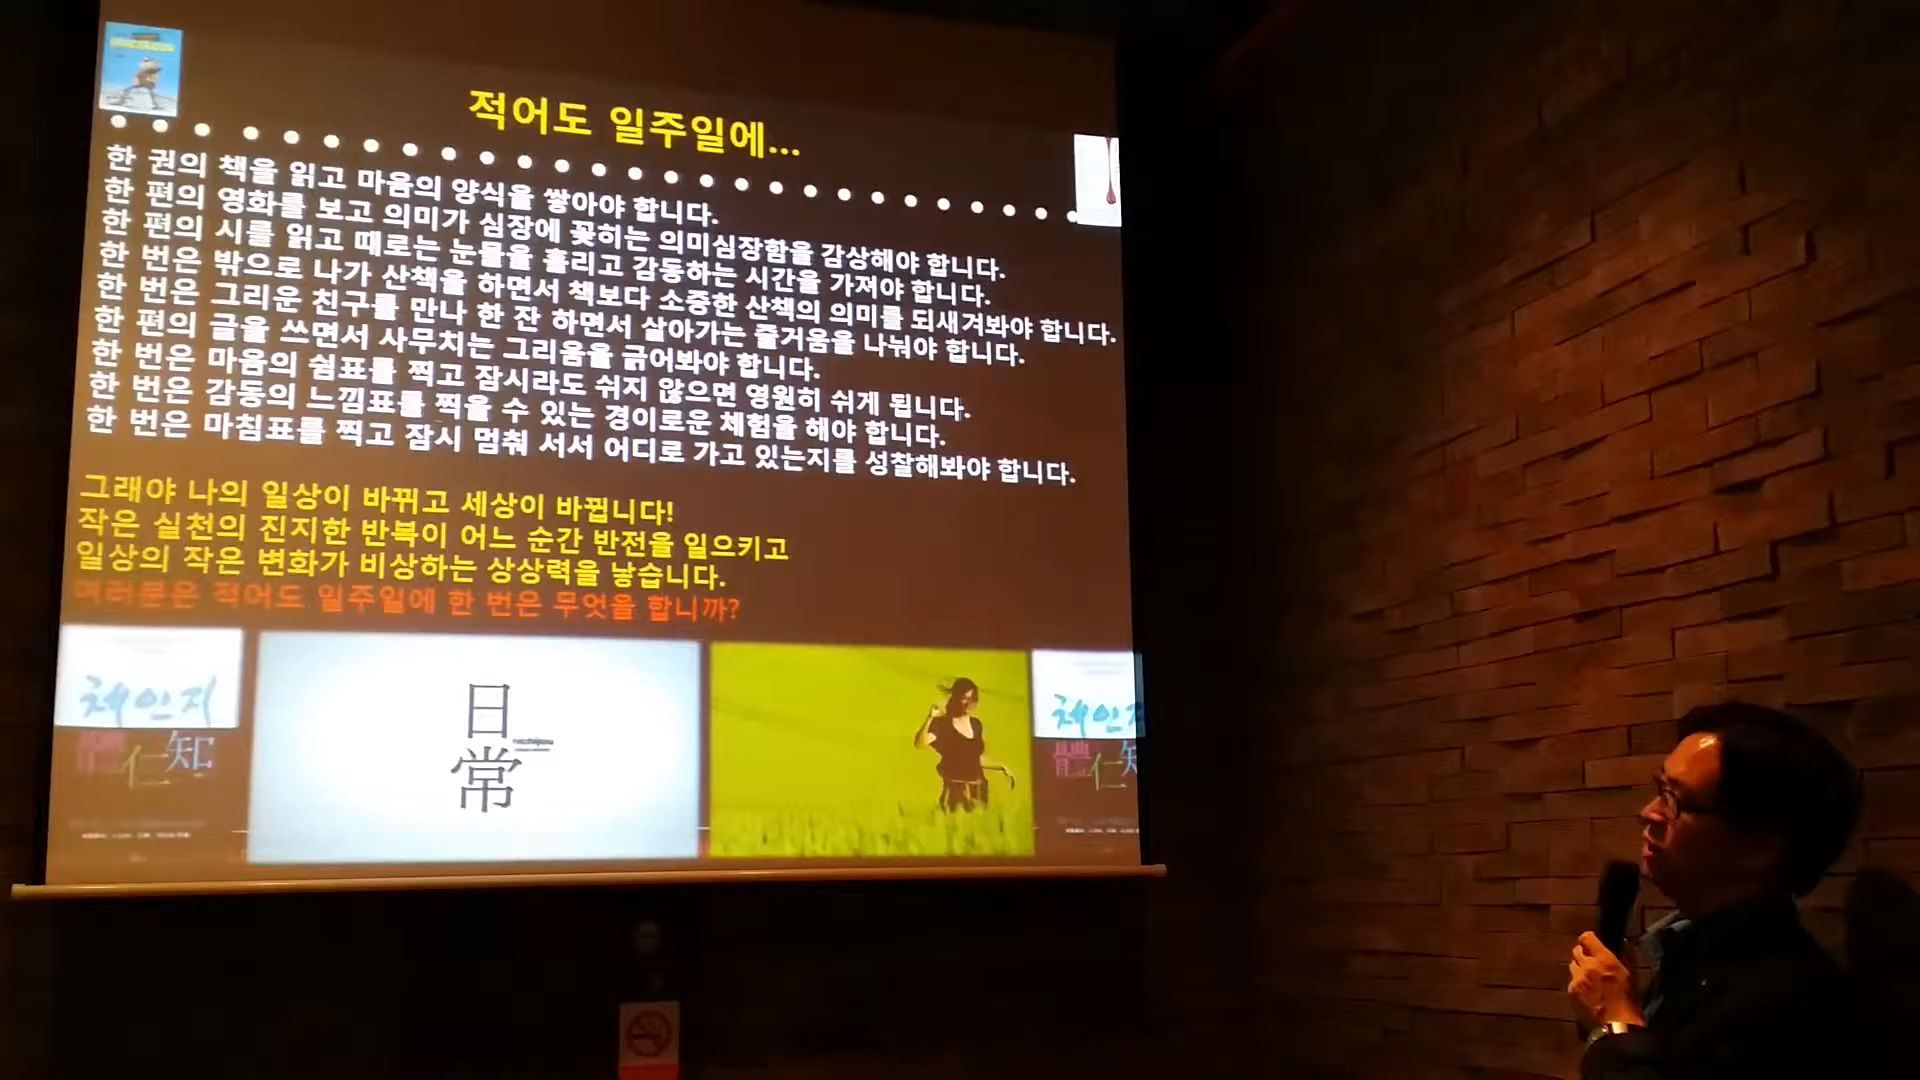 적어도 일주일에...
한 권의 책을 읽고 마음의 양식을 쌓아야 합니다.
한 편의 영화를 보고 의미가 심장에 꽂히는 의미심장함을 감상해야 합니다.
한 편의 시를 읽고 때로는 눈물을 흘리고 감동하는 시간을 가져야 합니다.
한 번은 밖으로 나가 산책을 하면서 책보다 소중한 산책의 의미를 되새겨봐야 합니다.
한 번은 그리운 친구를 만나 한 잔 하면서 살아가는 즐거움을 나눠야 합니다.
한 편의 글을 쓰면서 사무치는 그리움을 긁어봐야 합니다.
한 번은 마음의 쉼표를 찍고 잠시라도 쉬지 않으면 영원히 쉬게 됩니다.
한 번은 감동의 느낌표를 찍을 수 있는 경이로운 체험을 해야 합니다.
한 번은 마침표를 찍고 잠시 멈춰 서서 어디로 가고 있는지를 성찰해봐야 합니다.
그래야 나의 일상이 바뀌고 세상이 바뀝니다!
작은 실천의 진지한 반복이 어느 순간 반전을 일으키고
일상의 작은 변화가 비상하는 상상력을 낳습니다.
여러분은 적어도 일주일에 한 번은 무엇을 합니까?
체인지
體仁知
日常
체인지
體仁知